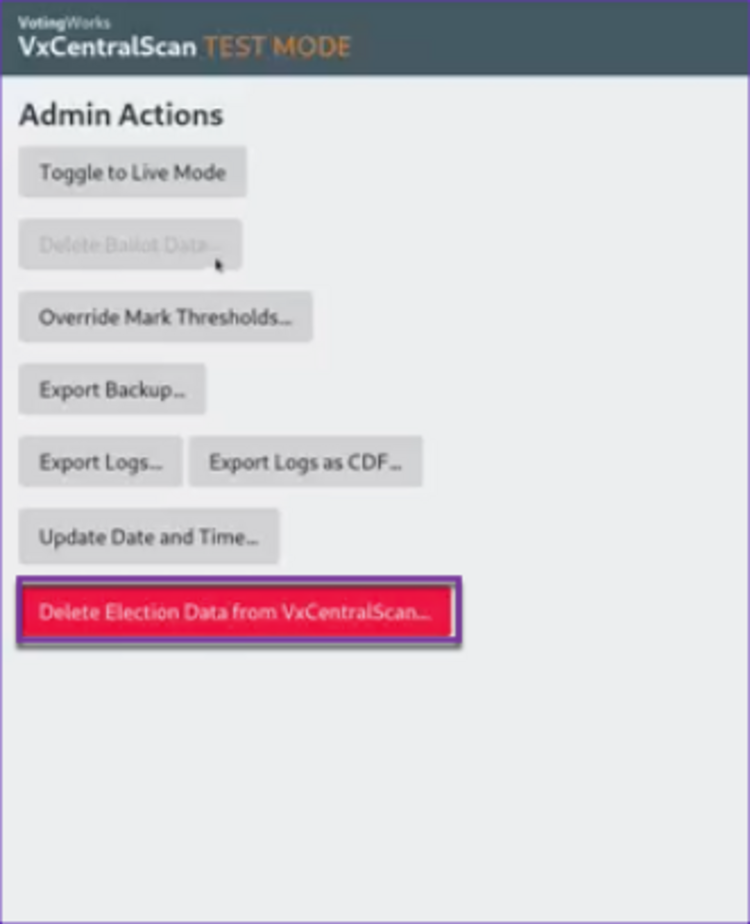 VotingWorks
VxCentralScan TEST MODE
Admin Actions
Toggle to Live Mode
Delete Ballot Data...
Override Mark Thresholds...
Export Backup...
Export Logs... Export Logs as CDF...
Update Date and Time...
Delete Election Data from VxCentralScan...